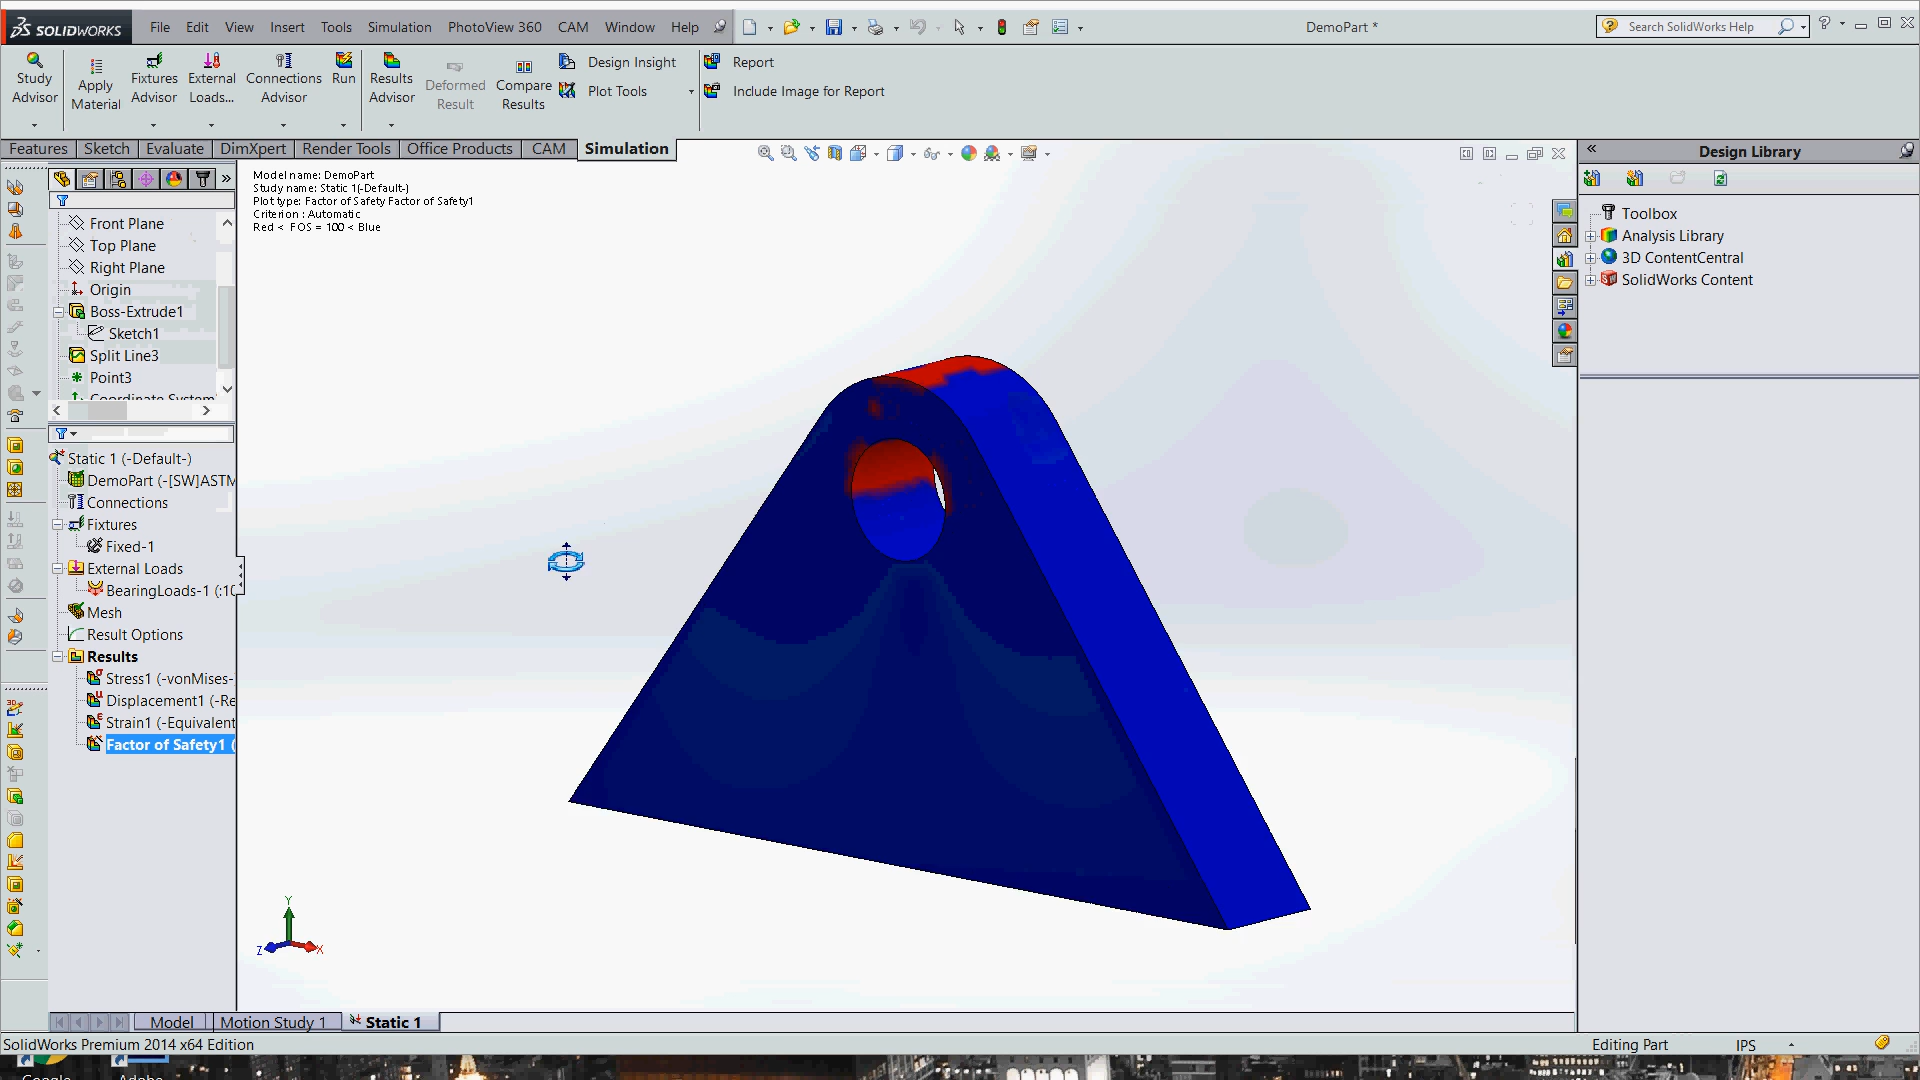 SOLIDWORKS File Edit View Insert Tools Simulation PhotoView 360 CAM Window Help DemoPart * Search SolidWorks Help
Study Advisor
Apply Material
Fixtures Advisor
External Loads...
Connections Advisor
Run
Results Advisor
Deformed Result
Compare Results
Design Insight
Plot Tools
Report
Include Image for Report
Features Sketch Evaluate DimXpert Render Tools Office Products CAM Simulation
Model name: DemoPart
Study name: Static 1(-Default-)
Plot type: Factor of Safety Factor of Safety1
Criterion : Automatic
Red < FOS = 100 < Blue
Front Plane
Top Plane
Right Plane
Origin
Boss-Extrude1
Sketch1
Split Line3
Point3
Coordinate System
Static 1 (-Default-)
DemoPart (-[SW]ASTM
Connections
Fixtures
Fixed-1
External Loads
BearingLoads-1 (:10
Mesh
Result Options
Results
Stress1 (-vonMises-
Displacement1 (-Re
Strain1 (-Equivalent
Factor of Safety1 (
Y
Z X
Design Library
Toolbox
Analysis Library
3D ContentCentral
SolidWorks Content
Model Motion Study 1 Static 1
SolidWorks Premium 2014 x64 Edition Editing Part IPS
Google Adobe